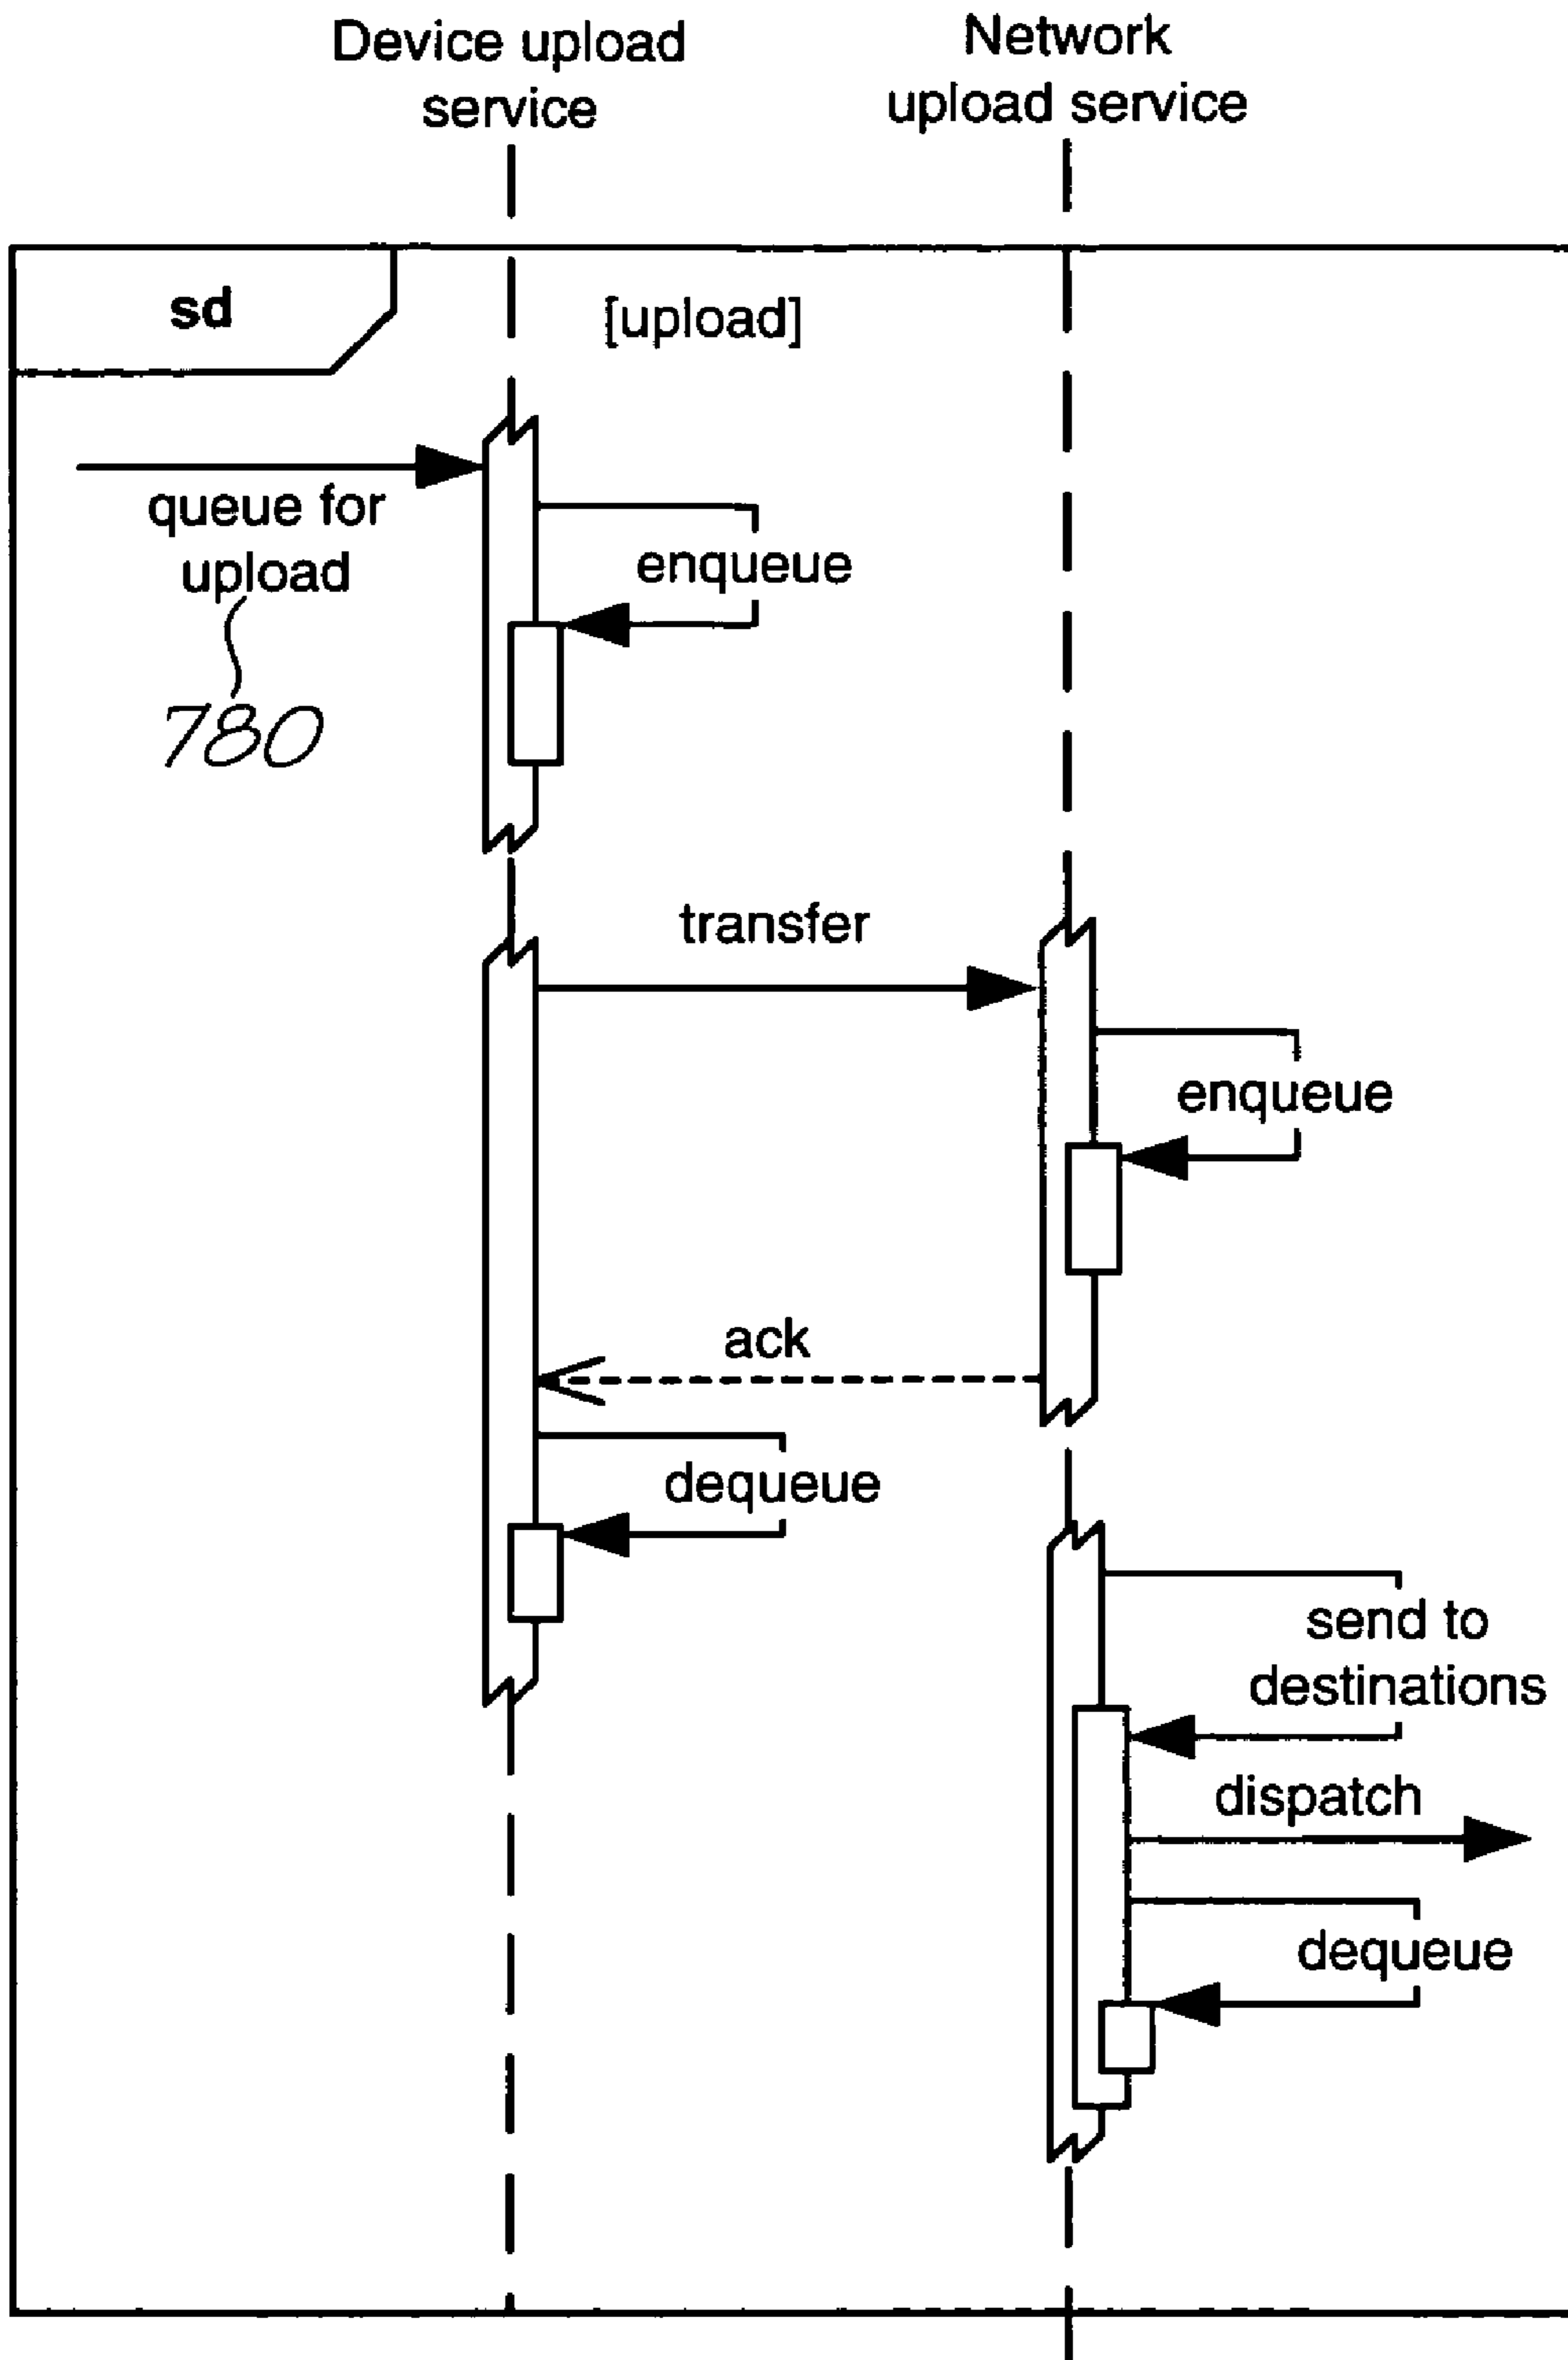 Device upload
service
Network
upload service
sd
[upload]
queue for
upload
780
enqueue
transfer
enqueue
ack
dequeue
send to
destinations
dispatch
dequeue